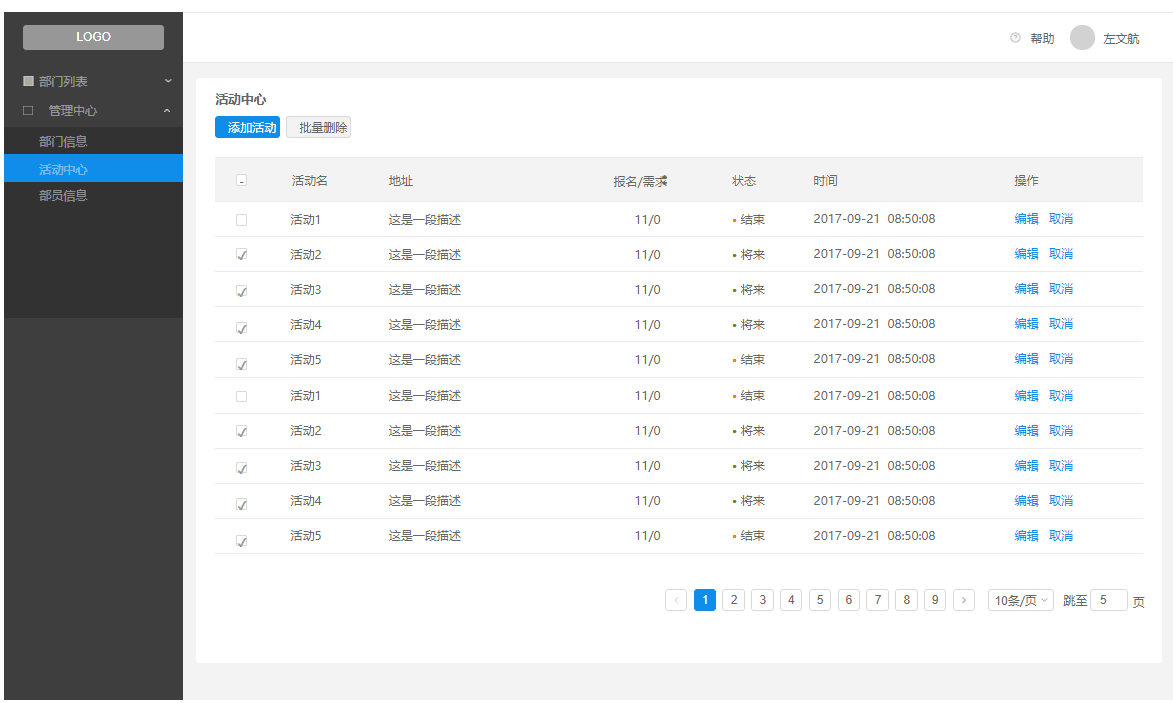 LOGO
帮助 左文航
部门列表
管理中心
部门信息
活动中心
部员信息
活动中心
添加活动 批量删除
活动名 地址 报名/需求 状态 时间 操作
活动1 这是一段描述 11/0 结束 2017-09-21 08:50:08 编辑 取消
活动2 这是一段描述 11/0 将来 2017-09-21 08:50:08 编辑 取消
活动3 这是一段描述 11/0 将来 2017-09-21 08:50:08 编辑 取消
活动4 这是一段描述 11/0 将来 2017-09-21 08:50:08 编辑 取消
活动5 这是一段描述 11/0 结束 2017-09-21 08:50:08 编辑 取消
活动1 这是一段描述 11/0 结束 2017-09-21 08:50:08 编辑 取消
活动2 这是一段描述 11/0 将来 2017-09-21 08:50:08 编辑 取消
活动3 这是一段描述 11/0 将来 2017-09-21 08:50:08 编辑 取消
活动4 这是一段描述 11/0 将来 2017-09-21 08:50:08 编辑 取消
活动5 这是一段描述 11/0 结束 2017-09-21 08:50:08 编辑 取消
1 2 3 4 5 6 7 8 9 10条/页 跳至 5 页